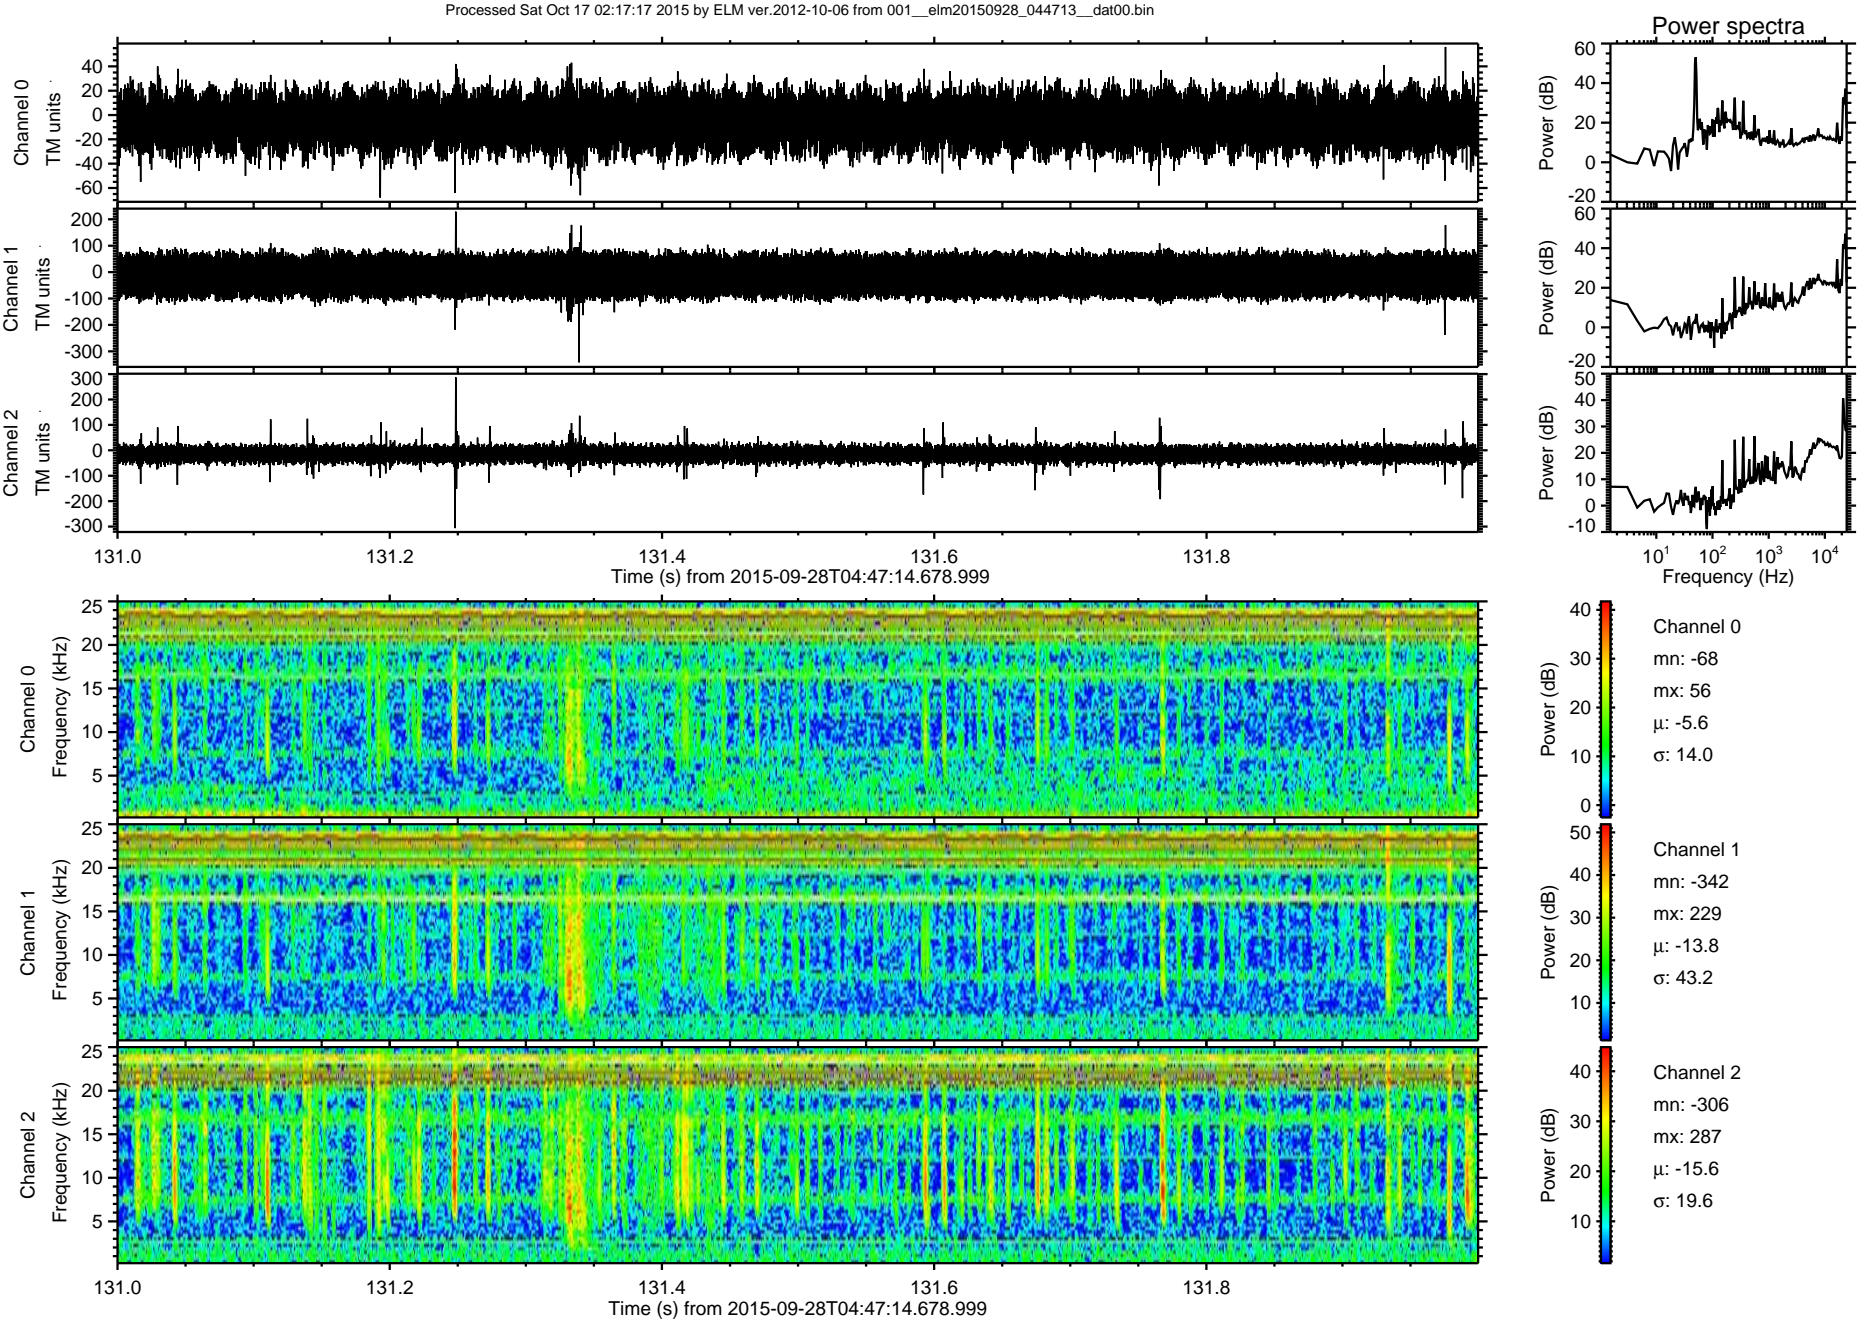 Processed Sat Oct 17 02:17:17 2015 by ELM ver.2012-10-06 from 001__elm20150928_044713__dat00.bin
Power spectra
Channel 0
TM units
40
20
0
-20
-40
-60
Power (dB)
60
40
20
0
-20
Channel 1
TM units
200
100
0
-100
-200
-300
Power (dB)
60
40
20
0
-20
Channel 2
TM units
300
200
100
0
-100
-200
-300
Power (dB)
50
40
30
20
10
0
-10
131.0 131.2 131.4 131.6 131.8
Time (s) from 2015-09-28T04:47:14.678.999
10¹ 10² 10³ 10⁴
Frequency (Hz)
Channel 0
Frequency (kHz)
25
20
15
10
5
Power (dB)
40
30
20
10
0
Channel 0
mn: -68
mx: 56
μ: -5.6
σ: 14.0
Channel 1
Frequency (kHz)
25
20
15
10
5
Power (dB)
50
40
30
20
10
Channel 1
mn: -342
mx: 229
μ: -13.8
σ: 43.2
Channel 2
Frequency (kHz)
25
20
15
10
5
Power (dB)
40
30
20
10
Channel 2
mn: -306
mx: 287
μ: -15.6
σ: 19.6
131.0 131.2 131.4 131.6 131.8
Time (s) from 2015-09-28T04:47:14.678.999